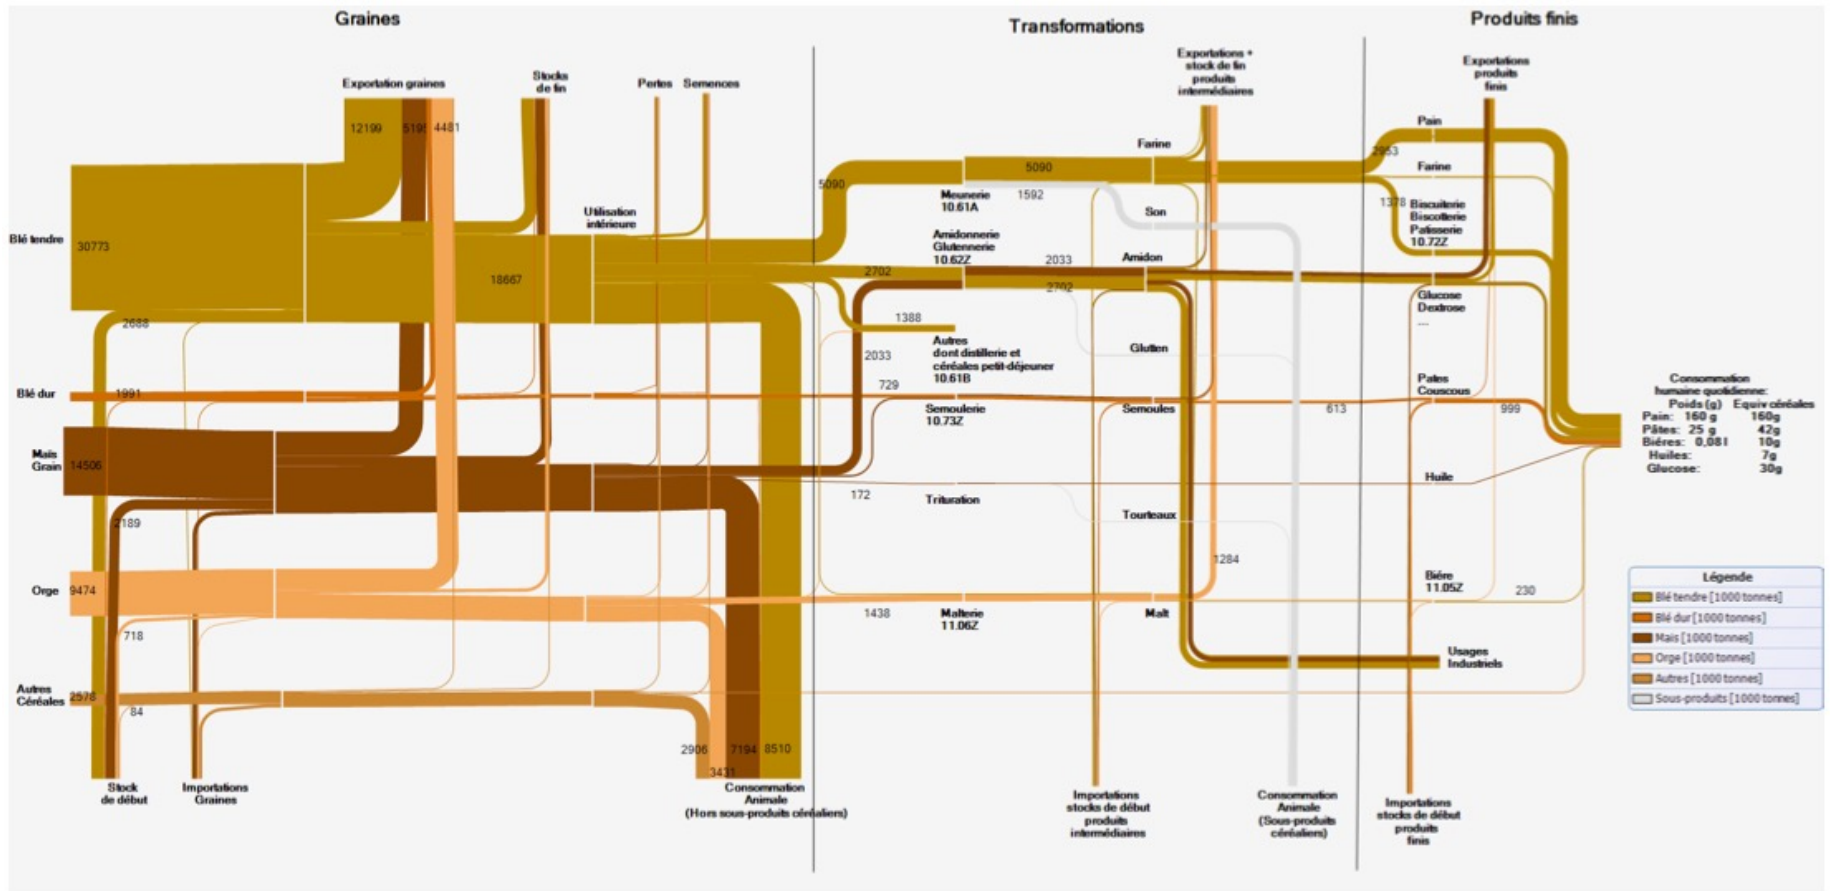 Graines
Transformations
Produits finis
Exportation graines
Stocks
de fin
Pertes
Semences
Exportations +
stock de fin
produits
intermédiaires
Exportations
produits
finis
12199
5195
4481
Pain
2953
Farine
5090
5090
Farine
1592
Meunerie
10.61A
1378
Biscuiterie
Biscotterie
Patisserie
10.72Z
Son
Utilisation
intérieure
Blé tendre
30773
Amidonnerie
Glutennerie
10.62Z
2033
Amidon
2702
2702
18667
Glucose
Dextrose
....
2688
1388
Autres
dont distillerie et
céréales petit-déjeuner
10.61B
Glutten
2033
Blé dur
1991
729
Semoulerie
10.73Z
Semoules
613
Pates
Couscous
999
Consommation
humaine quotidienne:
Poids (g) Equiv céréales
Pain: 160 g 160g
Pâtes: 25 g 42g
Biéres: 0,08 l 10g
Huiles: 7g
Glucose: 30g
Mais
Grain
14506
172
Trituration
Huile
2189
Tourteaux
1284
Orge
9474
1438
Malterie
11.06Z
Malt
Biére
11.05Z
230
718
Usages
Industriels
Autres
Céréales
2578
84
2906
3431
7194
8510
Stock
de début
Importations
Graines
Consommation
Animale
(Hors sous-produits céréaliers)
Importations
stocks de début
produits
intermédiaires
Consommation
Animale
(Sous-produits
céréaliers)
Importations
stocks de début
produits
finis
Légende
Blé tendre [1000 tonnes]
Blé dur [1000 tonnes]
Mais [1000 tonnes]
Orge [1000 tonnes]
Autres [1000 tonnes]
Sous-produits [1000 tonnes]